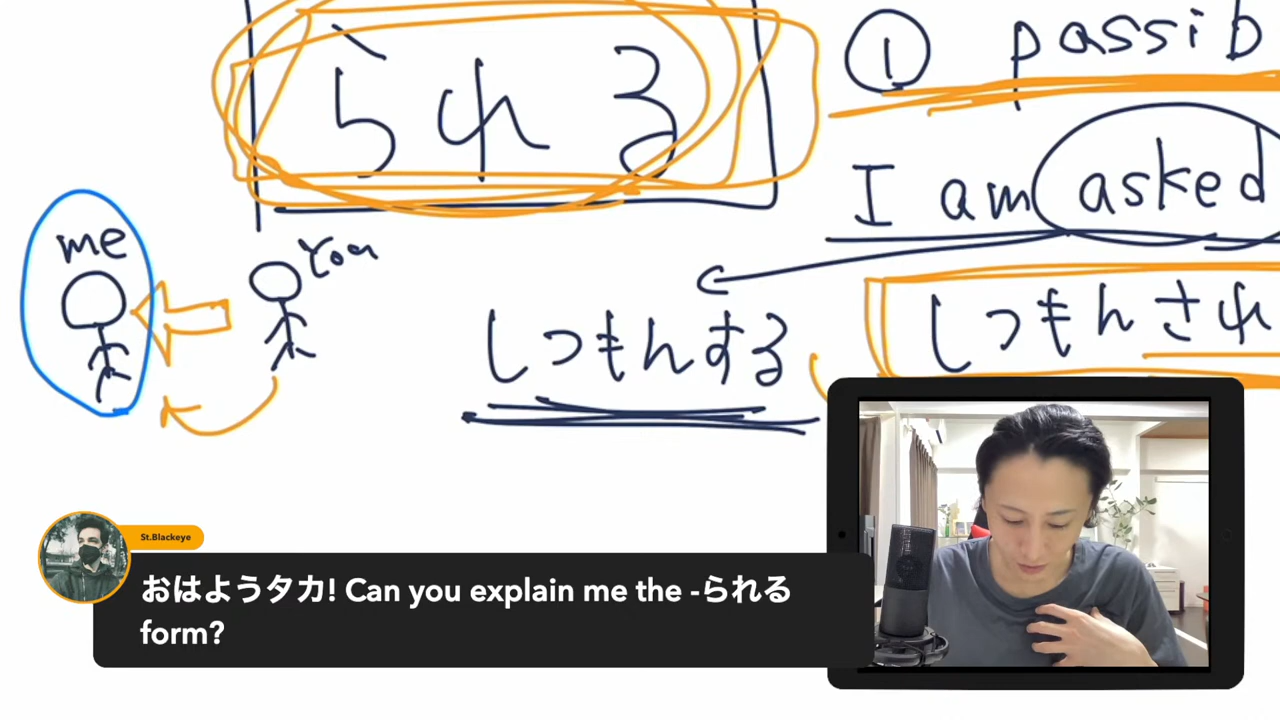 られる
① passib
I am asked
me
You
しつもんする
しつもんされ
St.Blackeye
おはようタカ! Can you explain me the -られる
form?